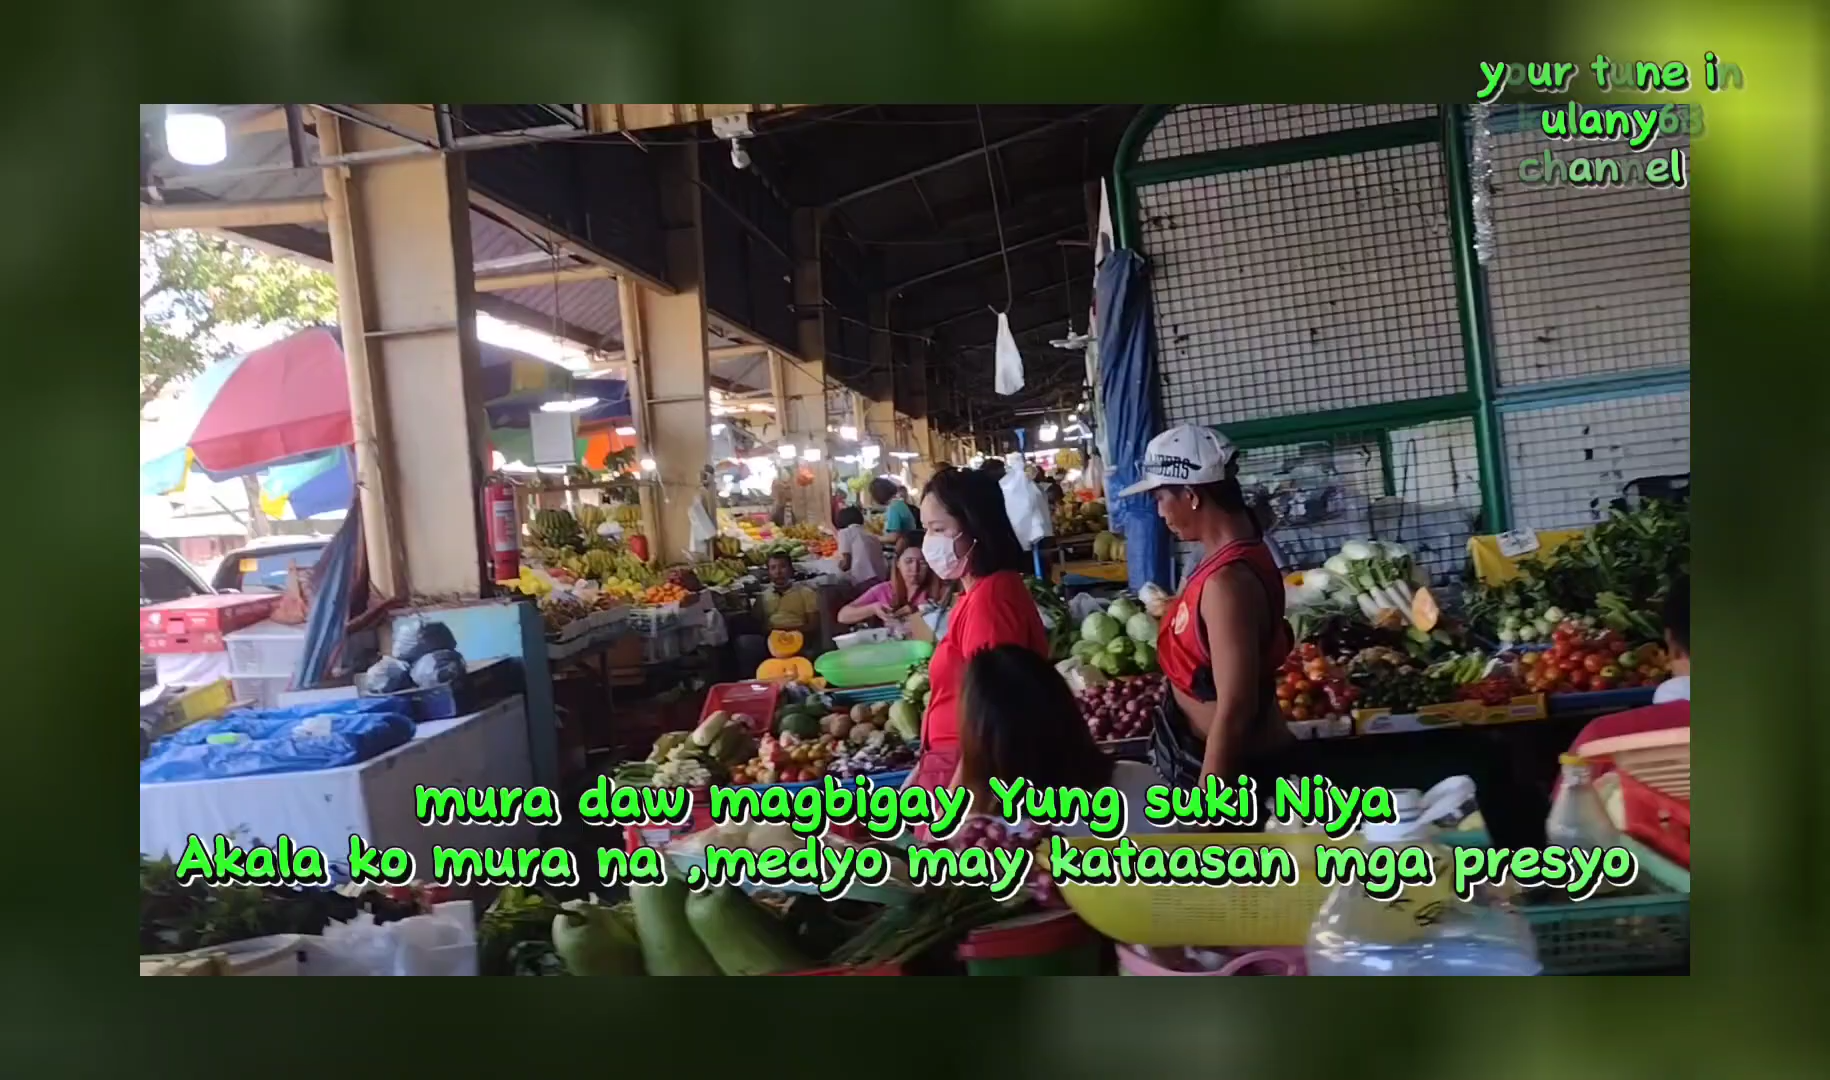 your tune in
kulany68
channel
mura daw magbigay Yung suki Niya
Akala ko mura na ,medyo may kataasan mga presyo